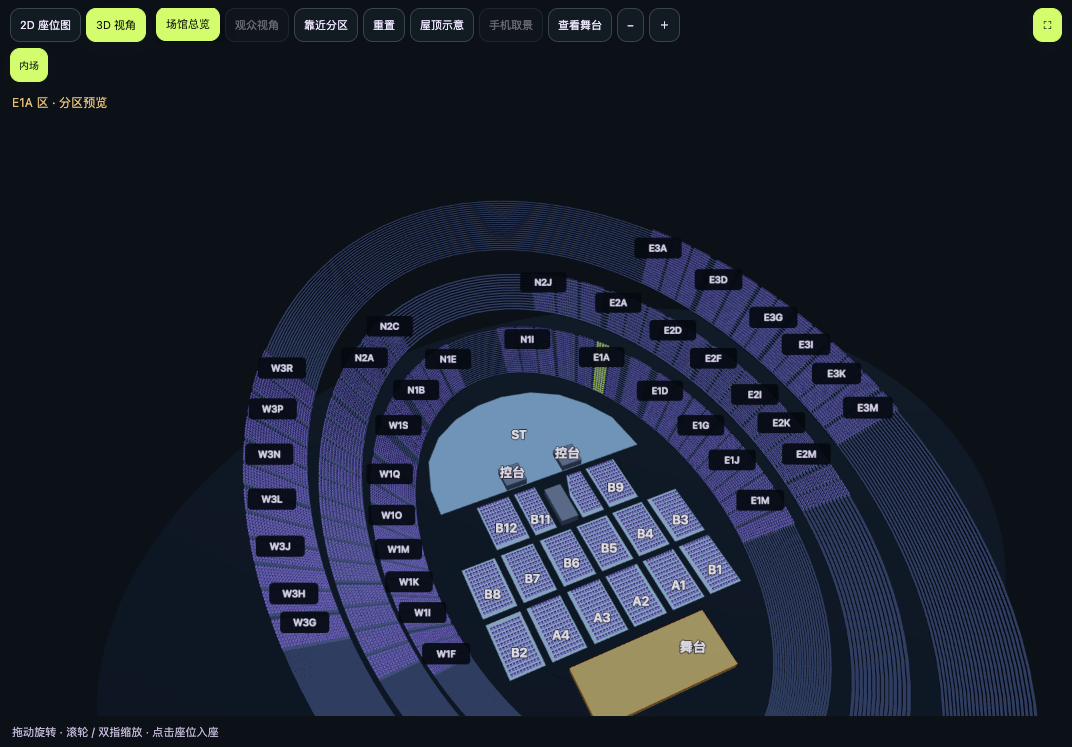 2D 座位图 3D 视角 场馆总览 观众视角 靠近分区 重置 屋顶示意 手机取景 查看舞台 − +
内场
E1A 区 · 分区预览
E3A
E3D
N2J
E2A
E3G
N2C
E2D
N1I
E3I
N2A
N1E
E1A
E2F
W3R
E3K
N1B
E1D
E2I
W3P
E3M
W1S
E1G
E2K
ST
W3N
控台
E2M
E1J
控台
W1Q
B9
W3L
E1M
W1O
B12
B11
B3
B4
W3J
W1M
B5
B6
B1
B7
W1K
A1
W3H
B8
A2
W1I
A3
W3G
A4
舞台
W1F
B2
拖动旋转 · 滚轮 / 双指缩放 · 点击座位入座